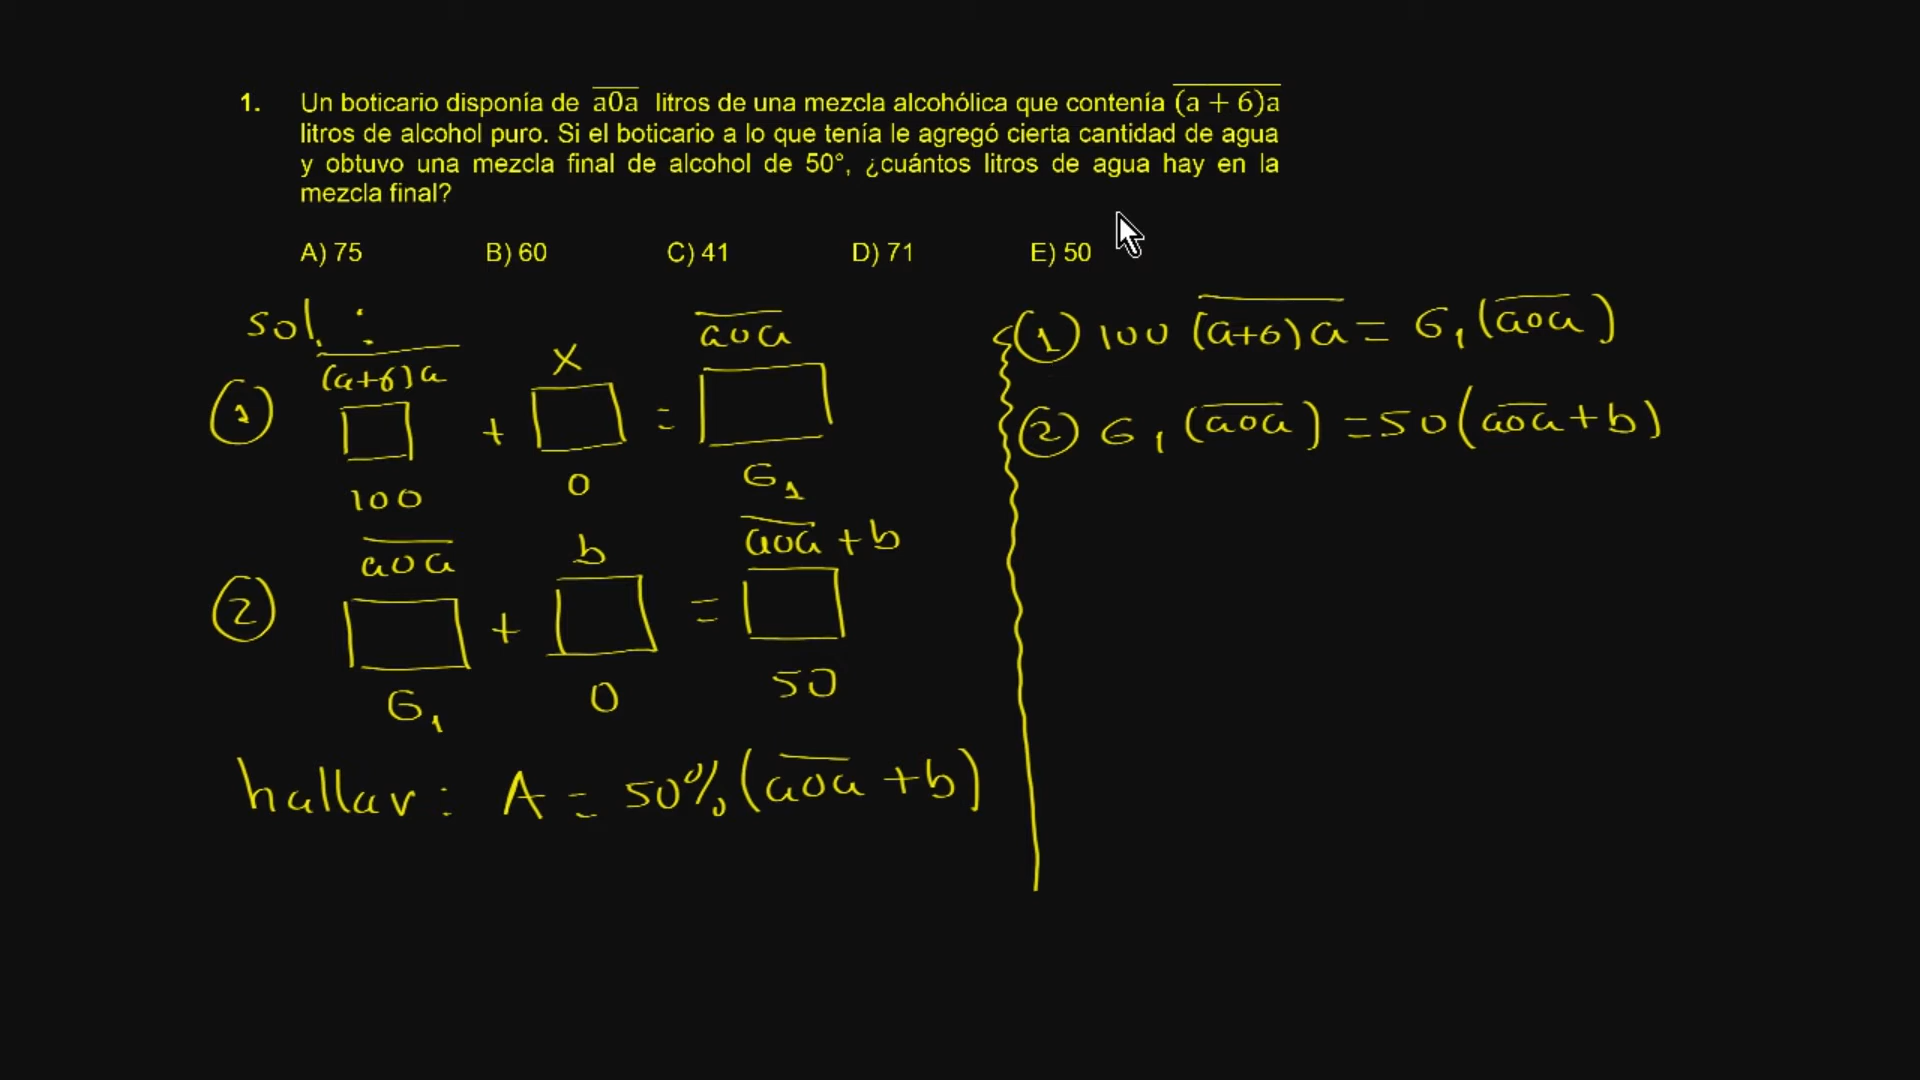 1. Un boticario disponía de a0a litros de una mezcla alcohólica que contenía (a + 6)a
litros de alcohol puro. Si el boticario a lo que tenía le agregó cierta cantidad de agua
y obtuvo una mezcla final de alcohol de 50°, ¿cuántos litros de agua hay en la
mezcla final?
A) 75 B) 60 C) 41 D) 71 E) 50
sol. :
(a+6)a x a0a
1 + =
100 0 G1
a0a b a0a + b
2 + =
G1 0 50
hallar : A = 50% (a0a + b)
(1) 100 (a+6)a = G1 (a0a)
(2) G1 (a0a) = 50 (a0a + b)